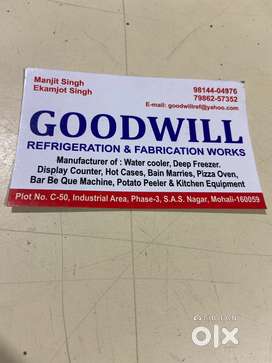 Manjit Singh
Ekamjot Singh
98144-04976
79862-57352
E-mail: goodwillref@yahoo.com
GOODWILL
REFRIGERATION & FABRICATION WORKS
Manufacturer of : Water cooler, Deep Freezer.
Display Counter, Hot Cases, Bain Marries, Pizza Oven,
Bar Be Que Machine, Potato Peeler & Kitchen Equipment
Plot No. C-50, Industrial Area, Phase-3, S.A.S. Nagar, Mohali-160059
olx